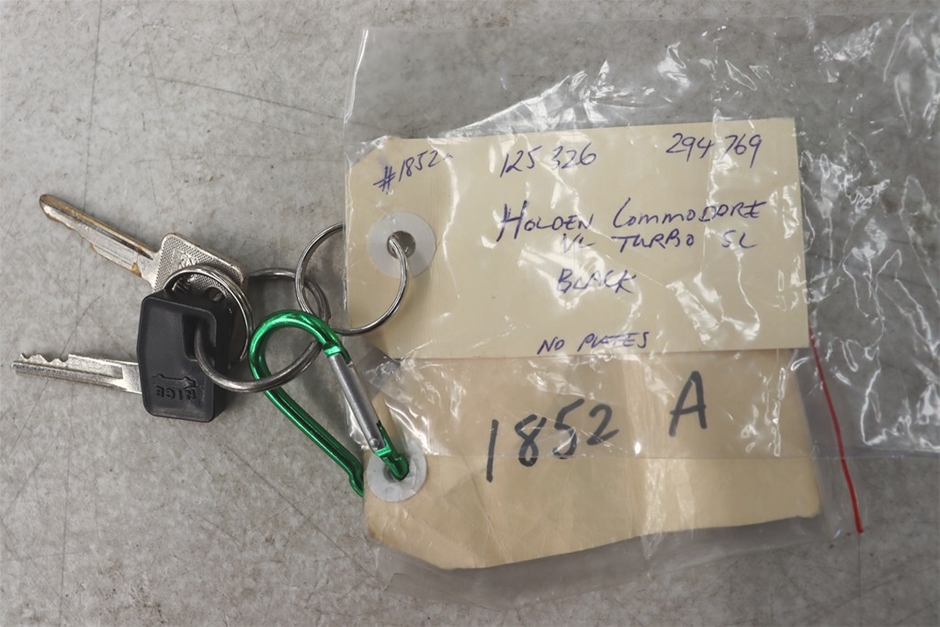 #1852 125 326 294 769
HOLDEN COMMODORE
VL TURBO SL
BLACK
NO PLATES
1852 A